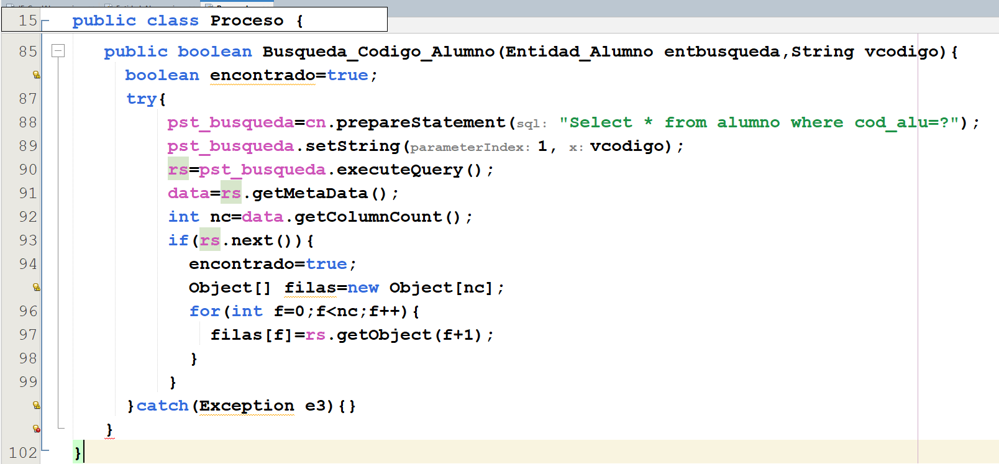 15 public class Proceso {
85 public boolean Busqueda_Codigo_Alumno(Entidad_Alumno entbusqueda,String vcodigo){
boolean encontrado=true;
87 try{
88 pst_busqueda=cn.prepareStatement(sql: "Select * from alumno where cod_alu=?");
89 pst_busqueda.setString(parameterIndex: 1, x: vcodigo);
90 rs=pst_busqueda.executeQuery();
91 data=rs.getMetaData();
92 int nc=data.getColumnCount();
93 if(rs.next()){
94 encontrado=true;
Object[] filas=new Object[nc];
96 for(int f=0;f<nc;f++){
97 filas[f]=rs.getObject(f+1);
98 }
99 }
}catch(Exception e3){}
}
102 }